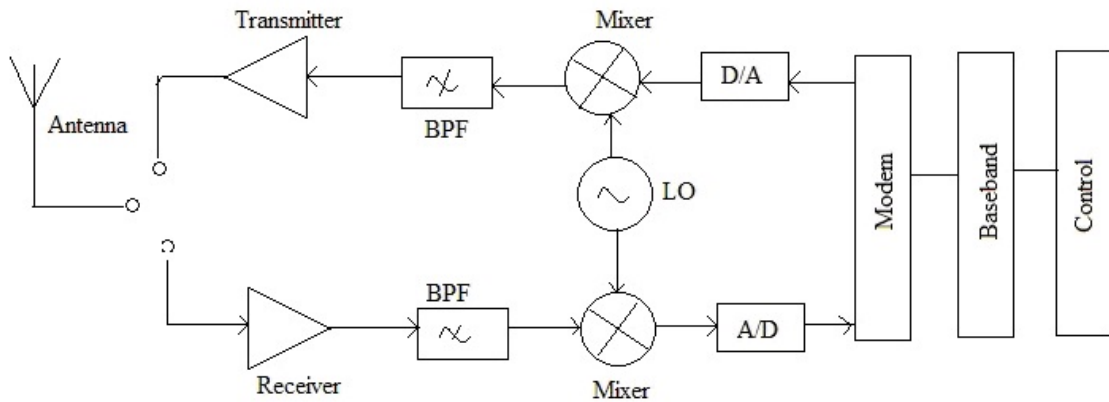 Transmitter
Mixer
D/A
Antenna
BPF
LO
Modem
Baseband
Control
BPF
A/D
Receiver
Mixer